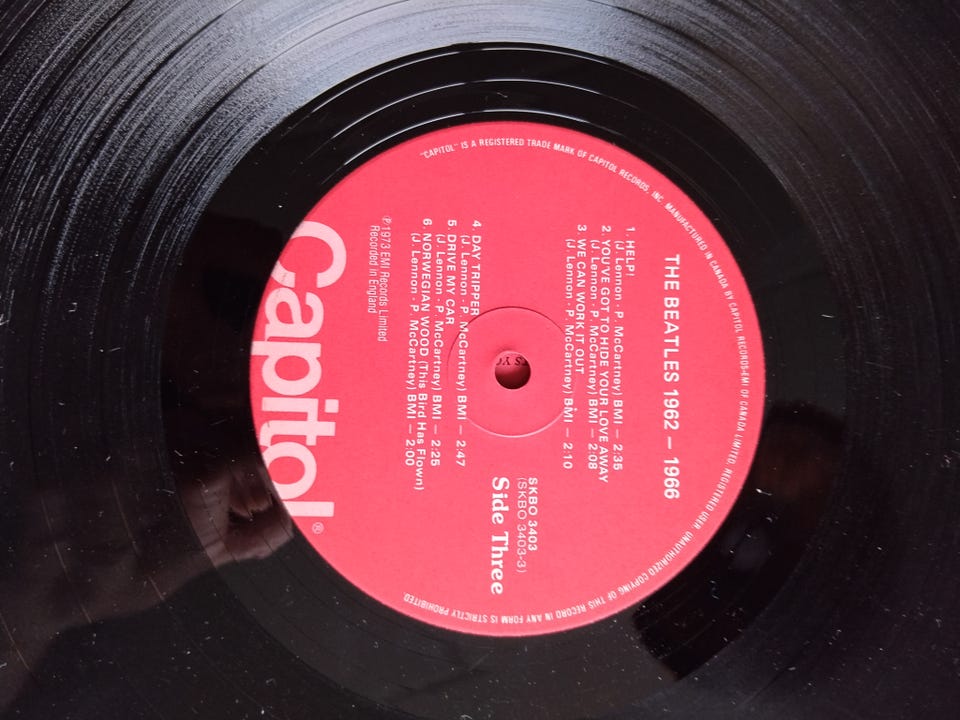 THE BEATLES 1962 — 1966
1. HELP!
(J. Lennon · P. McCartney) BMI — 2:35
2 YOU'VE GOT TO HIDE YOUR LOVE AWAY
(J. Lennon · P. McCartney) BMI — 2:08
3 WE CAN WORK IT OUT
(J Lennon · P. McCartney) BMI — 2:10
SKBO 3403
(SKBO 3403-3)
Side Three
4. DAY TRIPPER
(J. Lennon · P. McCartney) BMI — 2:47
5 DRIVE MY CAR
(J. Lennon · P. McCartney) BMI — 2:25
6. NORWEGIAN WOOD (This Bird Has Flown)
(J. Lennon · P. McCartney) BMI — 2:00
℗1973 EMI Records Limited
Recorded in England
Capitol®
"CAPITOL" IS A REGISTERED TRADE MARK OF CAPITOL RECORDS, INC. MANUFACTURED IN CANADA BY CAPITOL RECORDS-EMI OF CANADA LIMITED, REGISTERED USER. UNAUTHORIZED COPYING OF THIS RECORD IN ANY FORM IS STRICTLY PROHIBITED.